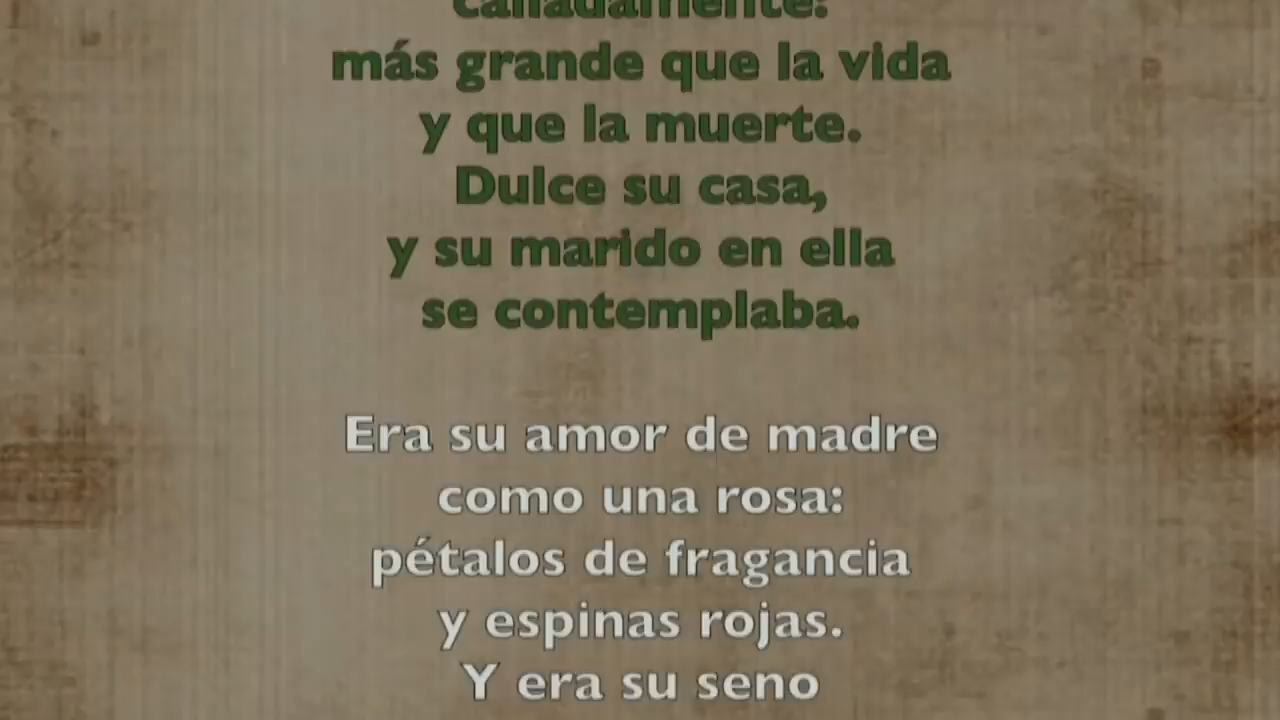 calladamente:
más grande que la vida
y que la muerte.
Dulce su casa,
y su marido en ella
se contemplaba.
Era su amor de madre
como una rosa:
pétalos de fragancia
y espinas rojas.
Y era su seno